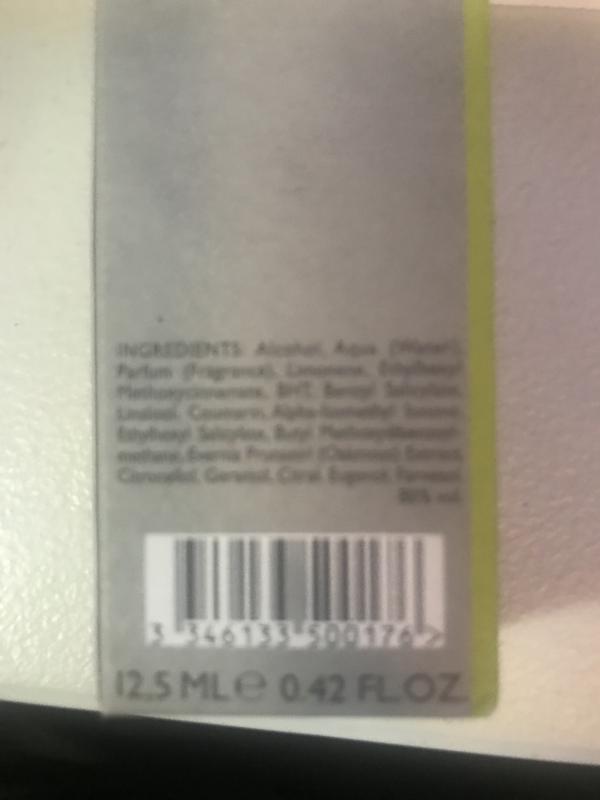 INGREDIENTS: Alcohol, Aqua (Water),
Parfum (Fragrance), Limonene, Ethylhexyl
Methoxycinnamate, BHT, Benzyl Salicylate,
Linalool, Coumarin, Alpha-Isomethyl Ionone,
Ethylhexyl Salicylate, Butyl Methoxydibenzoyl-
methane, Evernia Prunastri (Oakmoss) Extract,
Citronellol, Geraniol, Citral, Eugenol, Farnesol
80% vol.
3 346133 500176 >
12.5 ML e 0.42 FL.OZ.